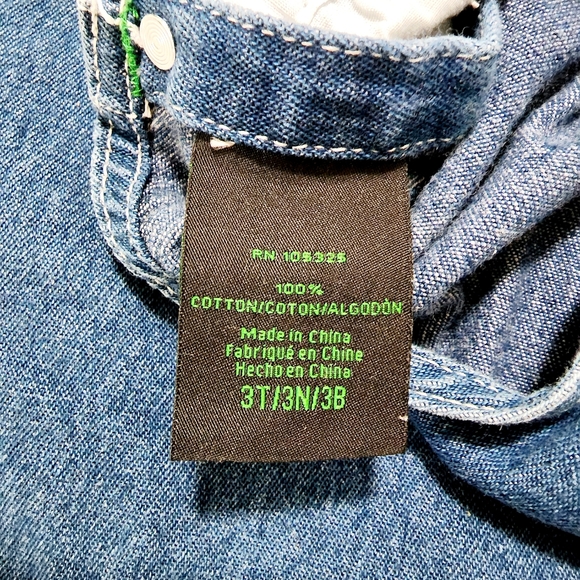 RN 105325
100%
COTTON/COTON/ALGODÓN
Made in China
Fabriqué en Chine
Hecho en China
3T/3N/3B